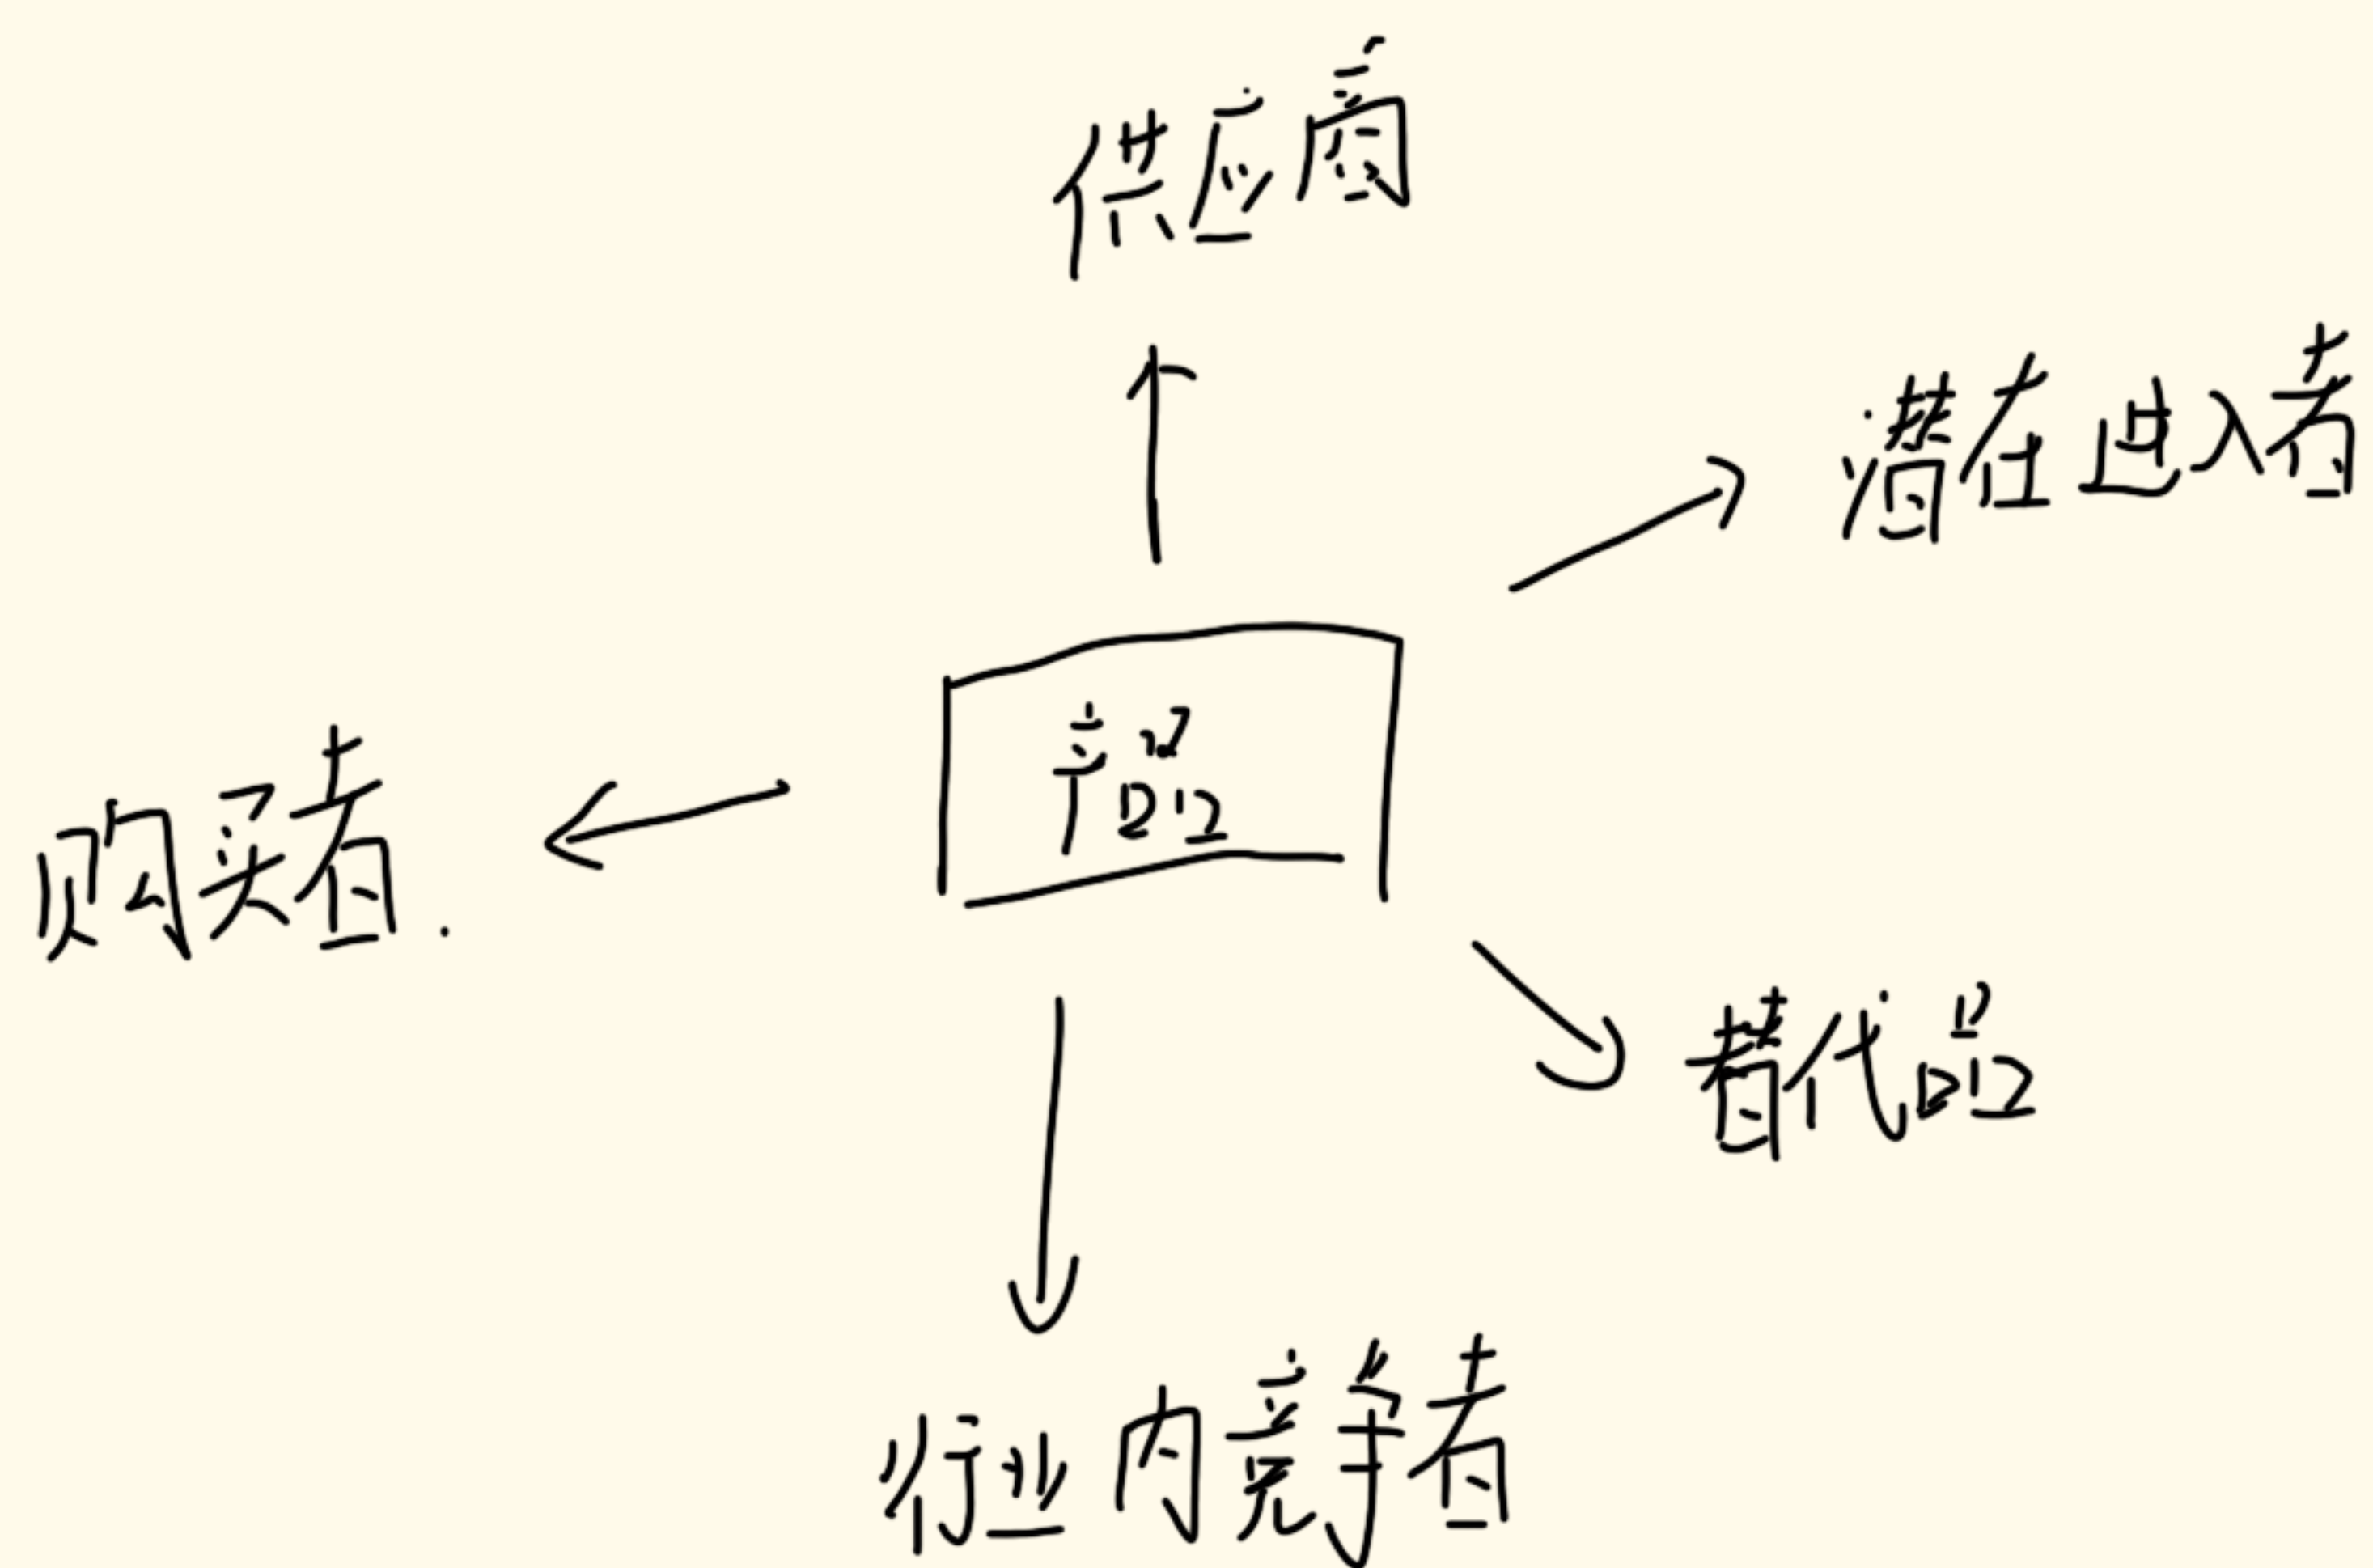 供应商
潜在进入者
产品
购买者.
替代品
行业内竞争者